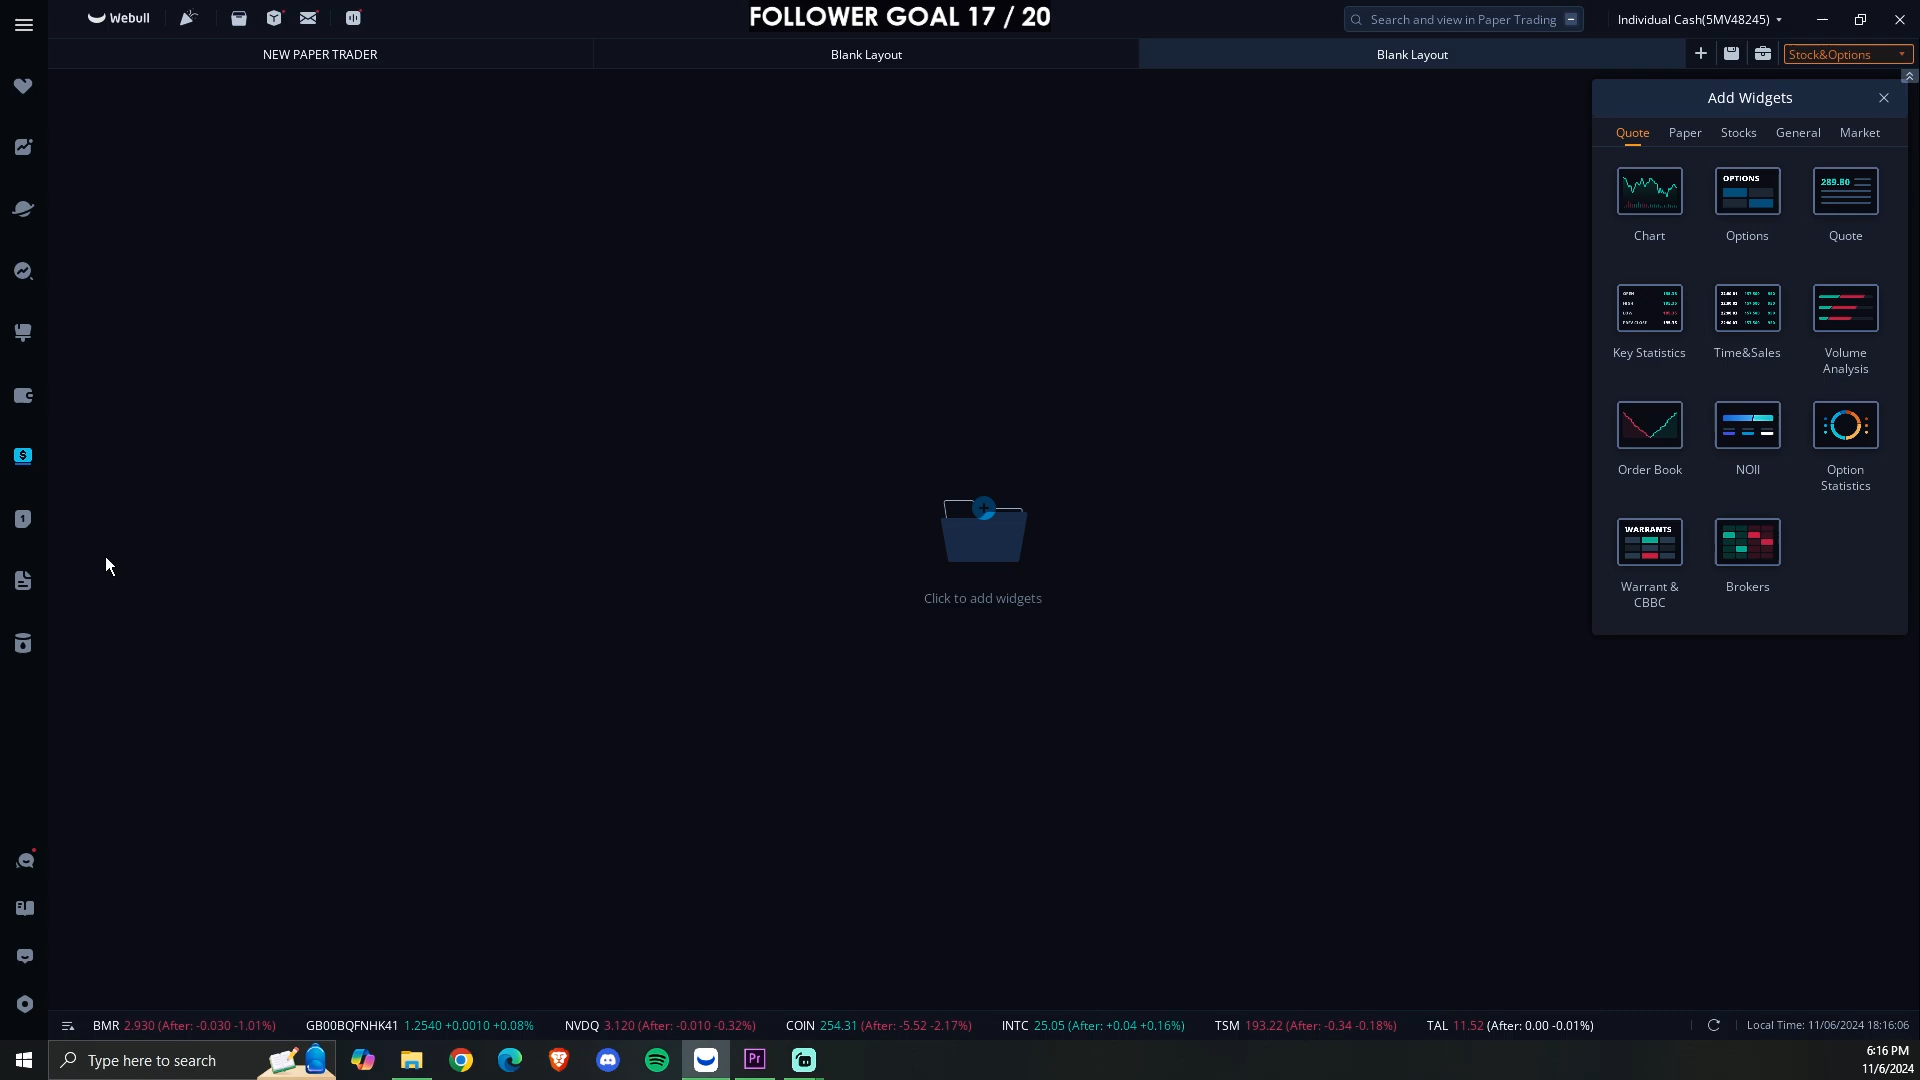 Webull
FOLLOWER GOAL 17 / 20
Search and view in Paper Trading
Individual Cash(5MV48245)
NEW PAPER TRADER
Blank Layout
Blank Layout
Stock&Options
Add Widgets
Quote Paper Stocks General Market
OPTIONS
289.80
Chart
Options
Quote
Key Statistics
Time&Sales
Volume
Analysis
Order Book
NOII
Option
Statistics
WARRANTS
Warrant &
CBBC
Brokers
Click to add widgets
BMR 2.930 (After: -0.030 -1.01%)
GB00BQFNHK41 1.2540 +0.0010 +0.08%
NVDQ 3.120 (After: -0.010 -0.32%)
COIN 254.31 (After: -5.52 -2.17%)
INTC 25.05 (After: +0.04 +0.16%)
TSM 193.22 (After: -0.34 -0.18%)
TAL 11.52 (After: 0.00 -0.01%)
Local Time: 11/06/2024 18:16:06
Type here to search
Pr
6:16 PM
11/6/2024